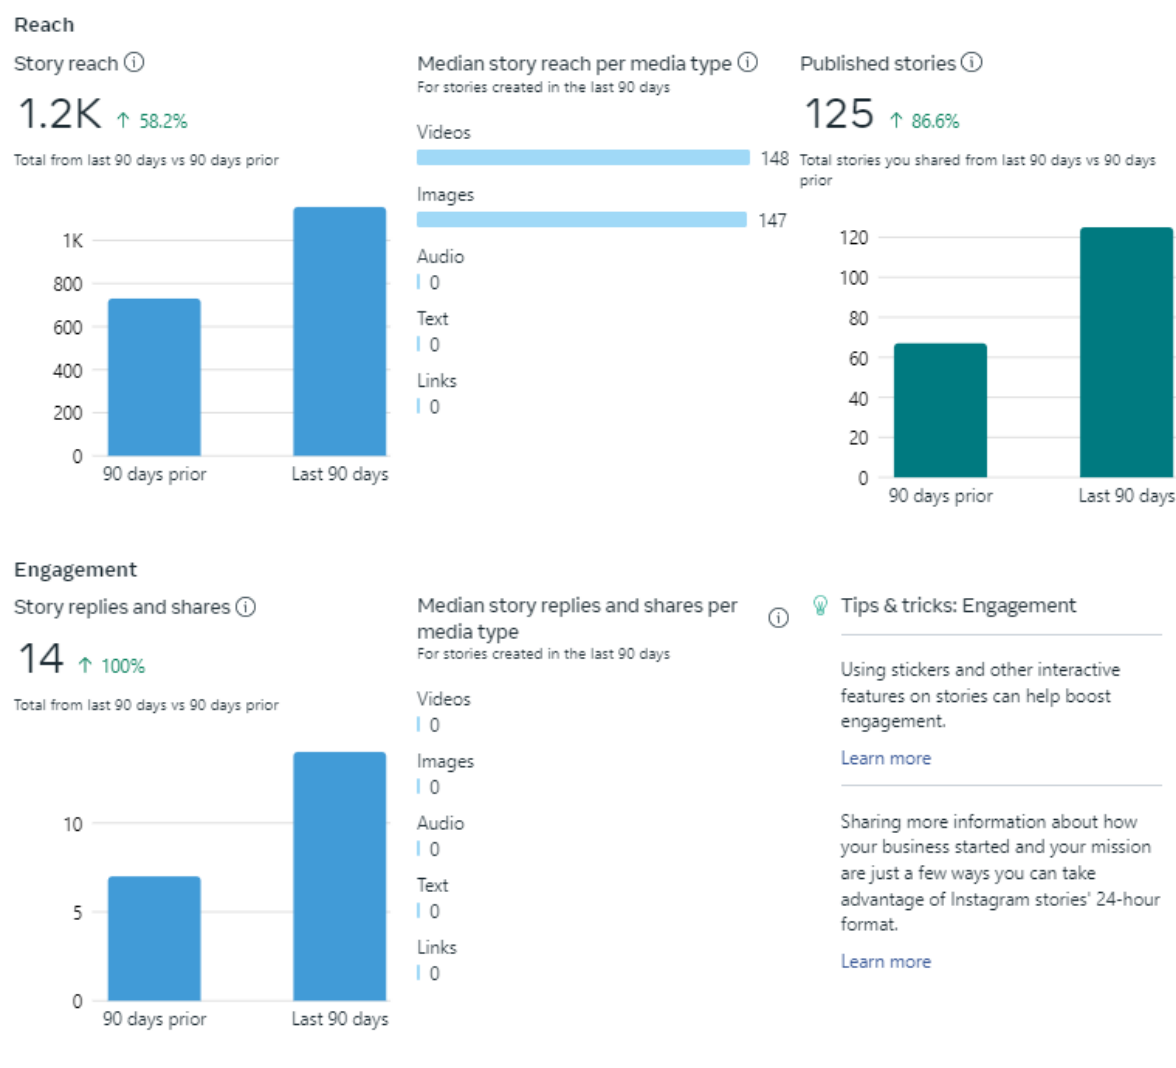 Reach
Story reach
1.2K ↑ 58.2%
Total from last 90 days vs 90 days prior
1K
800
600
400
200
0
90 days prior
Last 90 days
Median story reach per media type
For stories created in the last 90 days
Videos
148
Images
147
Audio
0
Text
0
Links
0
Published stories
125 ↑ 86.6%
Total stories you shared from last 90 days vs 90 days
prior
120
100
80
60
40
20
0
90 days prior
Last 90 days
Engagement
Story replies and shares
14 ↑ 100%
Total from last 90 days vs 90 days prior
10
5
0
90 days prior
Last 90 days
Median story replies and shares per
media type
For stories created in the last 90 days
Videos
0
Images
0
Audio
0
Text
0
Links
0
Tips & tricks: Engagement
Using stickers and other interactive
features on stories can help boost
engagement.
Learn more
Sharing more information about how
your business started and your mission
are just a few ways you can take
advantage of Instagram stories' 24-hour
format.
Learn more